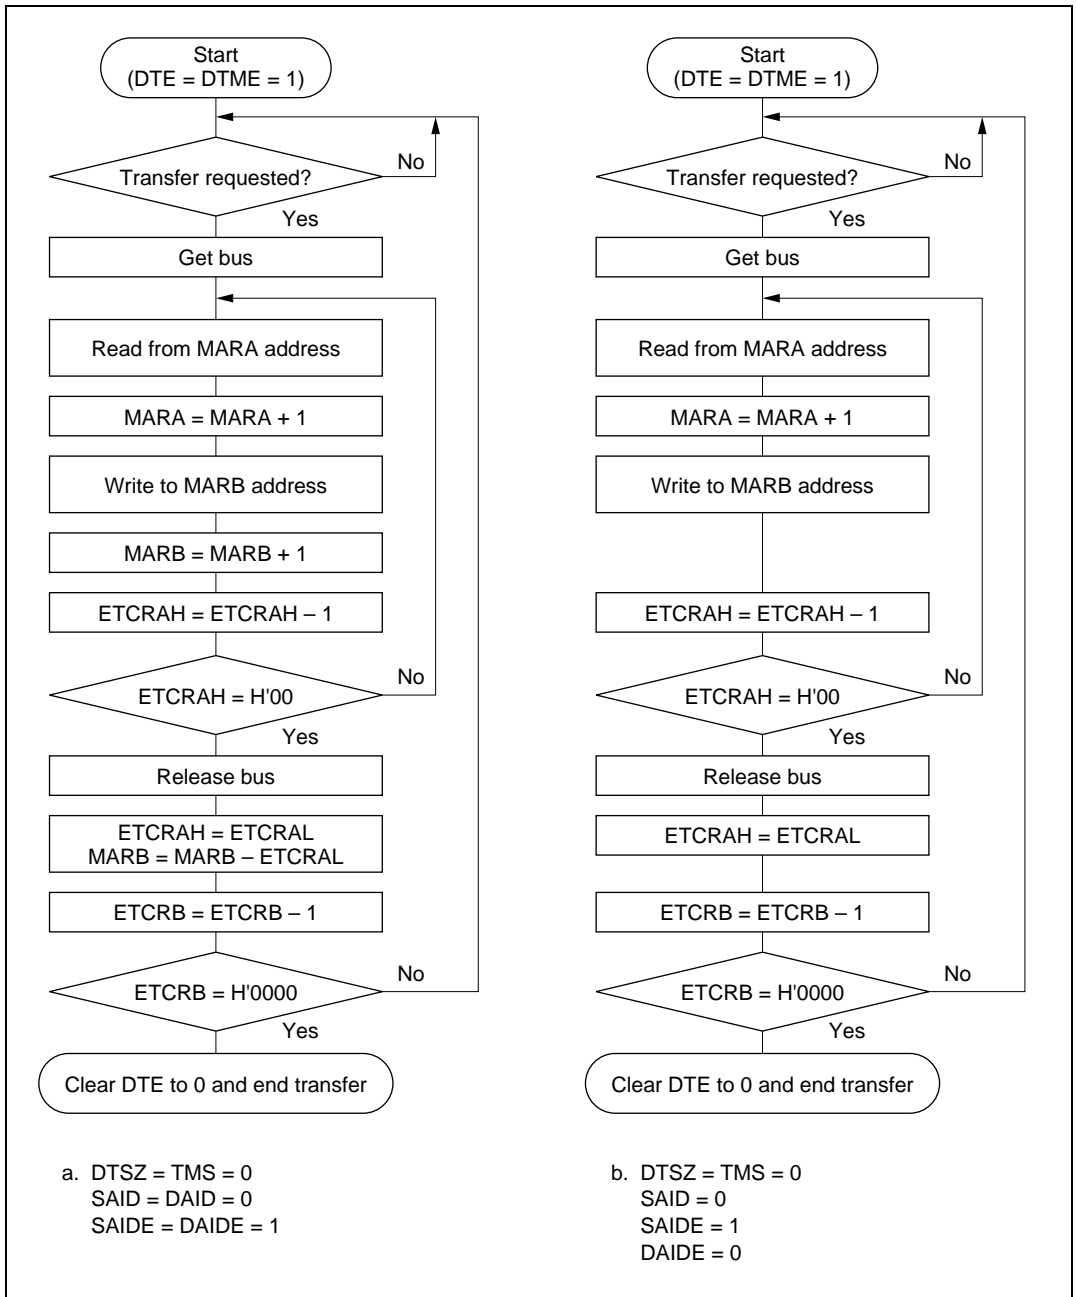 Start
(DTE = DTME = 1)
Transfer requested?
No
Yes
Get bus
Read from MARA address
MARA = MARA + 1
Write to MARB address
MARB = MARB + 1
ETCRAH = ETCRAH – 1
ETCRAH = H'00
No
Yes
Release bus
ETCRAH = ETCRAL
MARB = MARB – ETCRAL
ETCRB = ETCRB – 1
ETCRB = H'0000
No
Yes
Clear DTE to 0 and end transfer
a. DTSZ = TMS = 0
SAID = DAID = 0
SAIDE = DAIDE = 1
Start
(DTE = DTME = 1)
Transfer requested?
No
Yes
Get bus
Read from MARA address
MARA = MARA + 1
Write to MARB address
ETCRAH = ETCRAH – 1
ETCRAH = H'00
No
Yes
Release bus
ETCRAH = ETCRAL
ETCRB = ETCRB – 1
ETCRB = H'0000
No
Yes
Clear DTE to 0 and end transfer
b. DTSZ = TMS = 0
SAID = 0
SAIDE = 1
DAIDE = 0